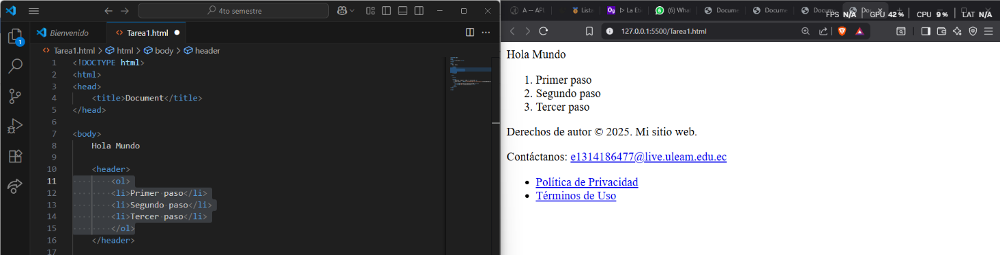 4to semestre
Bienvenido
Tarea1.html
Tarea1.html > html > body > header
1 <!DOCTYPE html>
2 <html>
3 <head>
4 <title>Document</title>
5 </head>
6
7 <body>
8 Hola Mundo
9
10 <header>
11 <ol>
12 <li>Primer paso</li>
13 <li>Segundo paso</li>
14 <li>Tercer paso</li>
15 </ol>
16 </header>
17
1
A -- API
Lista
Og
La Eti
(6) What
Docume
Docume
Docume
Do
FPS N/A | GPU 42 % | CPU 9 % | LAT N/A
127.0.0.1:5500/Tarea1.html
Hola Mundo
1. Primer paso
2. Segundo paso
3. Tercer paso
Derechos de autor © 2025. Mi sitio web.
Contáctanos: e1314186477@live.uleam.edu.ec
• Política de Privacidad
• Términos de Uso